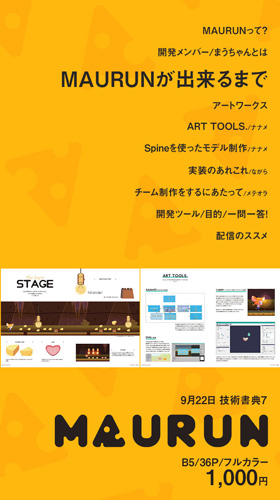 MAURUNって?
開発メンバー/まうちゃんとは
MAURUNが出来るまで
アートワークス
ART TOOLS./ナナメ
Spineを使ったモデル制作/ナナメ
実装のあれこれ/ながら
チーム制作をするにあたって/メテオラ
開発ツール/目的/一問一答!
配信のススメ
STAGE
ART TOOLS.
9月22日 技術書典7
MAURUN
B5/36P/フルカラー
1,000円